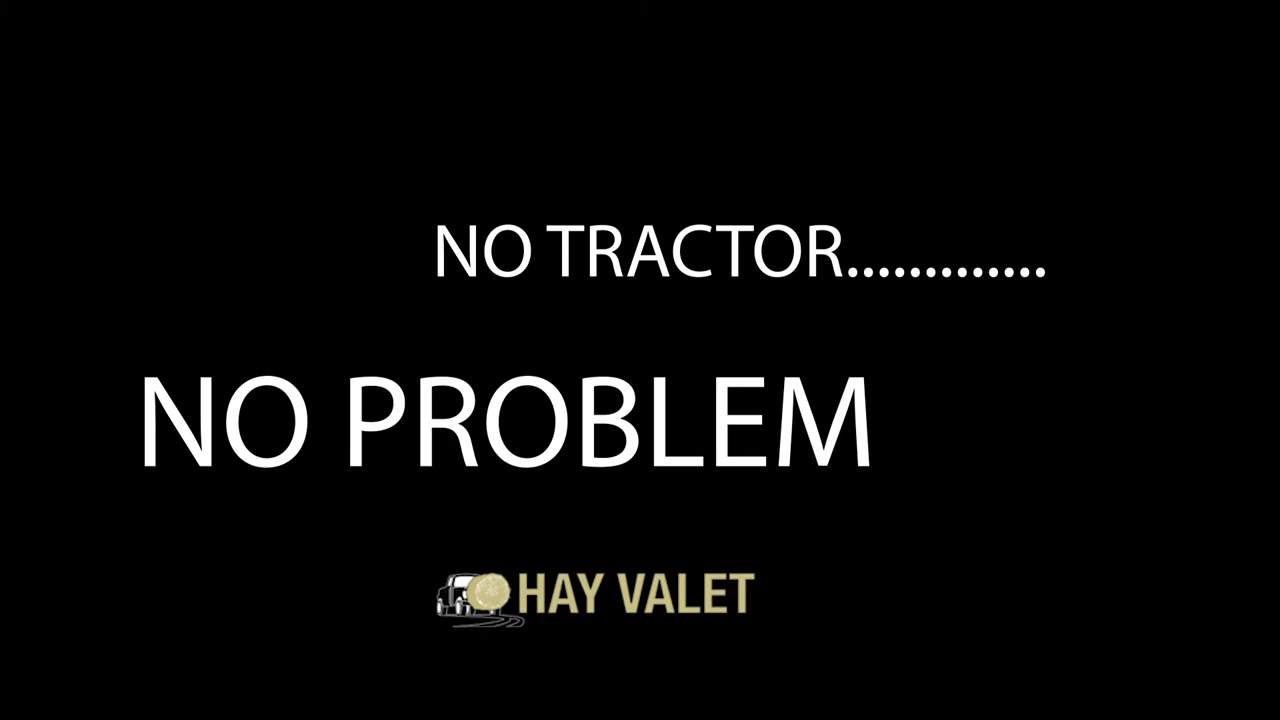 NO TRACTOR.............
NO PROBLEM
HAY VALET